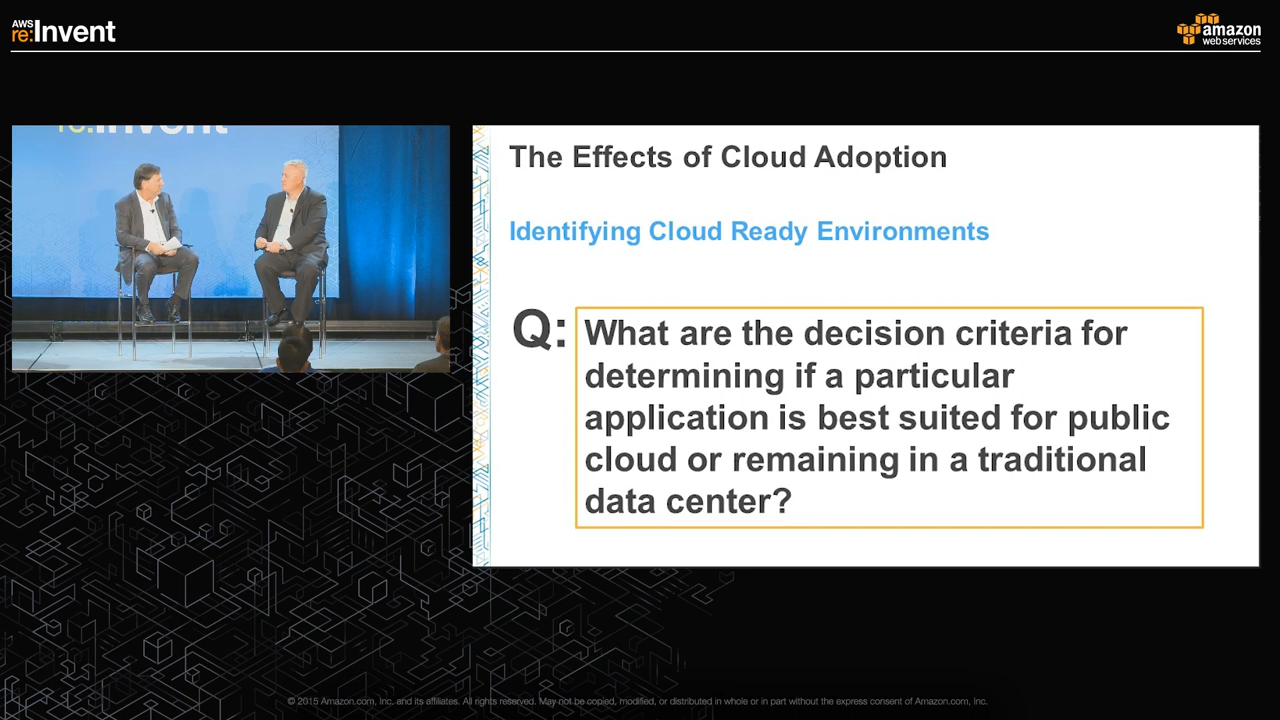 AWS
re:Invent
amazon
webservices
re:Invent
The Effects of Cloud Adoption
Identifying Cloud Ready Environments
Q: What are the decision criteria for
determining if a particular
application is best suited for public
cloud or remaining in a traditional
data center?
© 2015 Amazon.com, Inc. and its affiliates. All rights reserved. May not be copied, modified, or distributed in whole or in part without the express consent of Amazon.com, Inc.